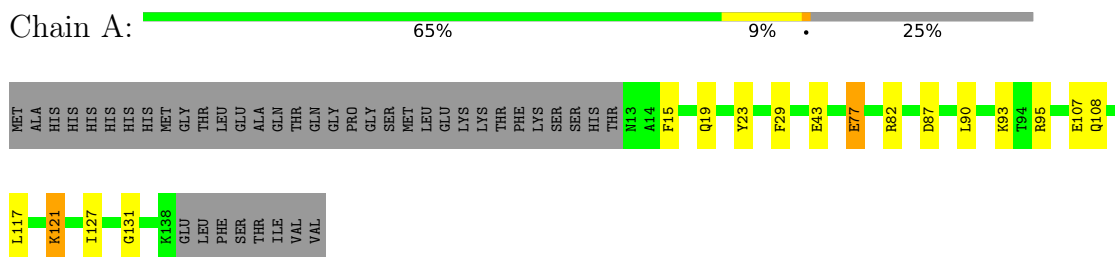 Chain A:
65% 9% • 25%
MET ALA HIS HIS HIS HIS HIS HIS MET GLY THR LEU GLU ALA GLN THR GLN GLY PRO GLY SER MET LEU GLU LYS LYS THR PHE LYS SER SER HIS THR N13 A14 F15 Q19 Y23 F29 E43 E77 R82 D87 L90 K93 T94 R95 E107 Q108
L117 K121 I127 G131 K138 GLU LEU PHE SER THR ILE VAL VAL